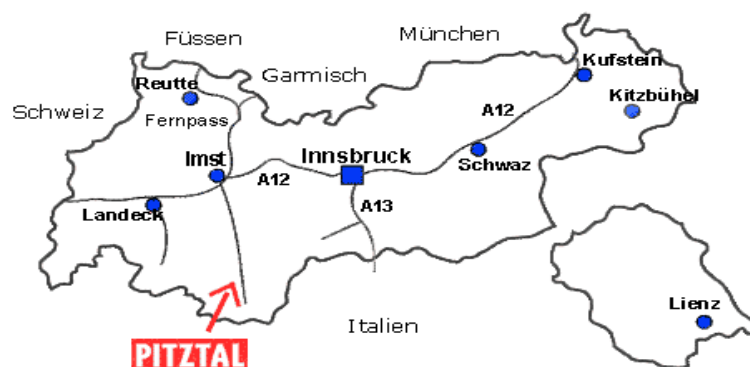 Füssen
München
Garmisch
Kufstein
Reutte
Kitzbühel
Schweiz
A12
Fernpass
Imst
Innsbruck
Schwaz
A12
A13
Landeck
Lienz
Italien
PITZTAL